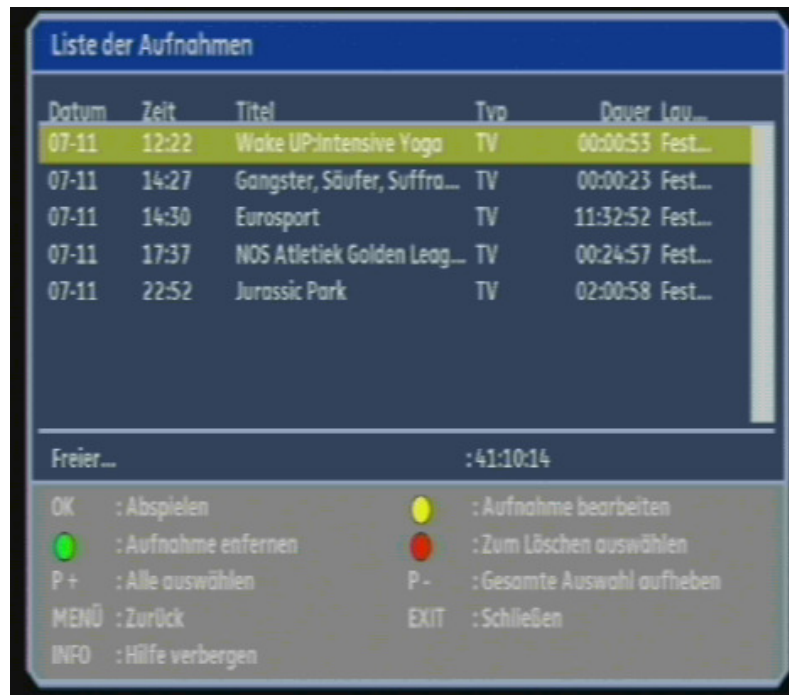 Liste der Aufnahmen
Datum Zeit Titel Typ Dauer Lau...
07-11 12:22 Wake UP:Intensive Yoga TV 00:00:53 Fest...
07-11 14:27 Gangster, Säufer, Suffra... TV 00:00:23 Fest...
07-11 14:30 Eurosport TV 11:32:52 Fest...
07-11 17:37 NOS Atletiek Golden Leag... TV 00:24:57 Fest...
07-11 22:52 Jurassic Park TV 02:00:58 Fest...
Freier... :41:10:14
OK : Abspielen : Aufnahme bearbeiten
: Aufnahme enfernen : Zum Löschen auswählen
P + : Alle auswählen P - : Gesamte Auswahl aufheben
MENÜ : Zurück EXIT : Schließen
INFO : Hilfe verbergen